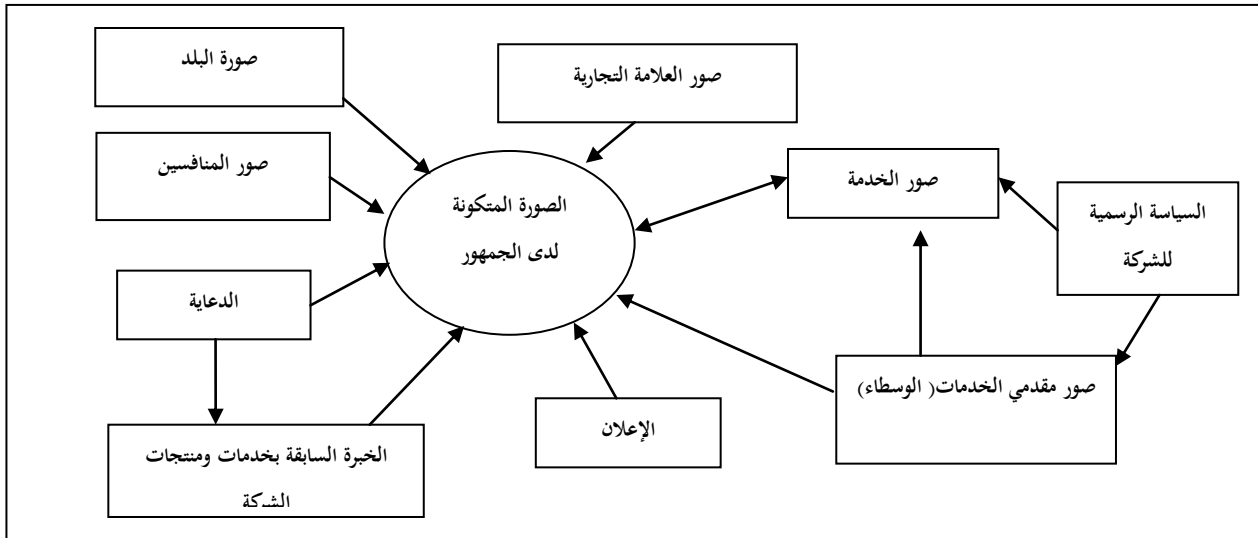 صورة البلد
صور العلامة التجارية
صور المنافسين
الصورة المتكونة
لدى الجمهور
صور الخدمة
السياسة الرسمية
للشركة
الدعاية
صور مقدمي الخدمات( الوسطاء)
الإعلان
الخبرة السابقة بخدمات ومنتجات
الشركة